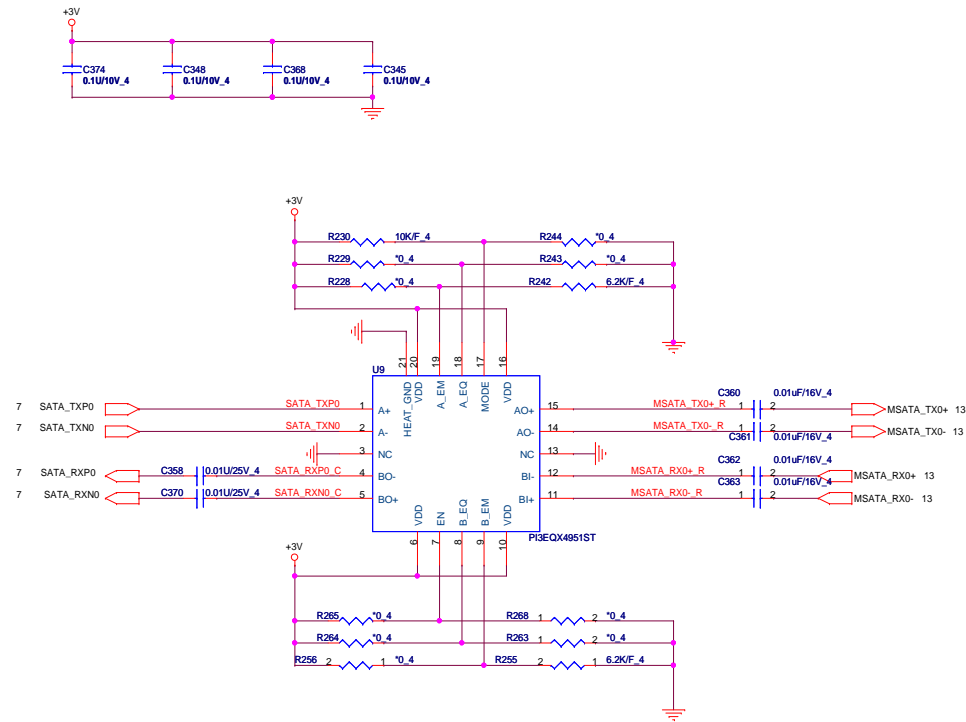 +3V
C374 C348 C368 C345
0.1U/10V_4 0.1U/10V_4 0.1U/10V_4 0.1U/10V_4
+3V
R230 10K/F_4 R244 *0_4
R229 *0_4 R243 *0_4
R228 *0_4 R242 6.2K/F_4
21 20 19 18 17 16
U9
HEAT_GND VDD A_EM A_EQ MODE VDD
7 SATA_TXP0 SATA_TXP0 1 A+ AO+ 15 MSATA_TX0+_R 1 C360 2 0.01uF/16V_4 MSATA_TX0+ 13
7 SATA_TXN0 SATA_TXN0 2 A- AO- 14 MSATA_TX0-_R 1 C361 2 0.01uF/16V_4 MSATA_TX0- 13
3 NC NC 13
7 SATA_RXP0 C358 0.01U/25V_4 SATA_RXP0_C 4 BO- BI- 12 MSATA_RX0+_R 1 C362 2 0.01uF/16V_4 MSATA_RX0+ 13
7 SATA_RXN0 C370 0.01U/25V_4 SATA_RXN0_C 5 BO+ BI+ 11 MSATA_RX0-_R 1 C363 2 0.01uF/16V_4 MSATA_RX0- 13
VDD EN B_EQ B_EM VDD
PI3EQX4951ST
6 7 8 9 10
+3V
R265 *0_4 R268 1 2 *0_4
R264 *0_4 R263 1 2 *0_4
R256 2 1 *0_4 R255 2 1 6.2K/F_4